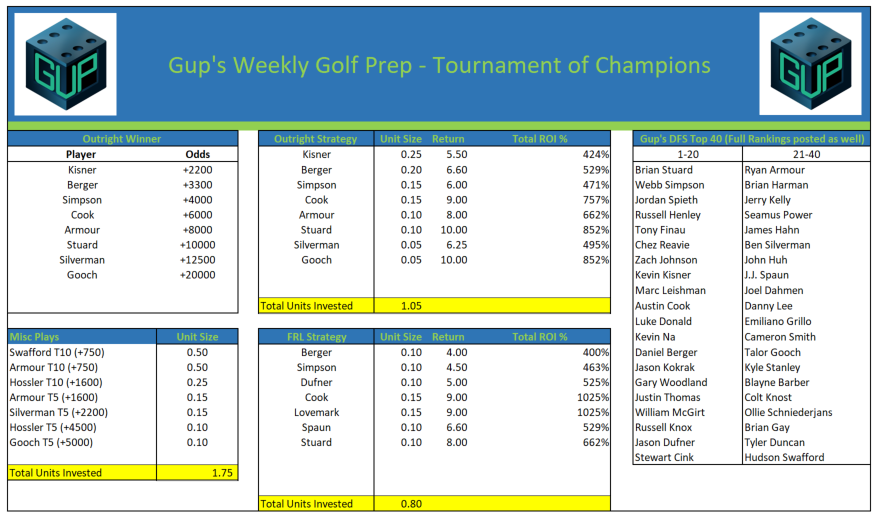 GUP
Gup's Weekly Golf Prep - Tournament of Champions
GUP
Outright Winner
Player Odds
Kisner +2200
Berger +3300
Simpson +4000
Cook +6000
Armour +8000
Stuard +10000
Silverman +12500
Gooch +20000
Outright Strategy Unit Size Return Total ROI %
Kisner 0.25 5.50 424%
Berger 0.20 6.60 529%
Simpson 0.15 6.00 471%
Cook 0.15 9.00 757%
Armour 0.10 8.00 662%
Stuard 0.10 10.00 852%
Silverman 0.05 6.25 495%
Gooch 0.05 10.00 852%
Total Units Invested 1.05
Gup's DFS Top 40 (Full Rankings posted as well)
1-20 21-40
Brian Stuard Ryan Armour
Webb Simpson Brian Harman
Jordan Spieth Jerry Kelly
Russell Henley Seamus Power
Tony Finau James Hahn
Chez Reavie Ben Silverman
Zach Johnson John Huh
Kevin Kisner J.J. Spaun
Marc Leishman Joel Dahmen
Austin Cook Danny Lee
Luke Donald Emiliano Grillo
Kevin Na Cameron Smith
Daniel Berger Talor Gooch
Jason Kokrak Kyle Stanley
Gary Woodland Blayne Barber
Justin Thomas Colt Knost
William McGirt Ollie Schniederjans
Russell Knox Brian Gay
Jason Dufner Tyler Duncan
Stewart Cink Hudson Swafford
Misc Plays Unit Size
Swafford T10 (+750) 0.50
Armour T10 (+750) 0.50
Hossler T10 (+1600) 0.25
Armour T5 (+1600) 0.15
Silverman T5 (+2200) 0.15
Hossler T5 (+4500) 0.10
Gooch T5 (+5000) 0.10
Total Units Invested 1.75
FRL Strategy Unit Size Return Total ROI %
Berger 0.10 4.00 400%
Simpson 0.10 4.50 463%
Dufner 0.10 5.00 525%
Cook 0.15 9.00 1025%
Lovemark 0.15 9.00 1025%
Spaun 0.10 6.60 529%
Stuard 0.10 8.00 662%
Total Units Invested 0.80